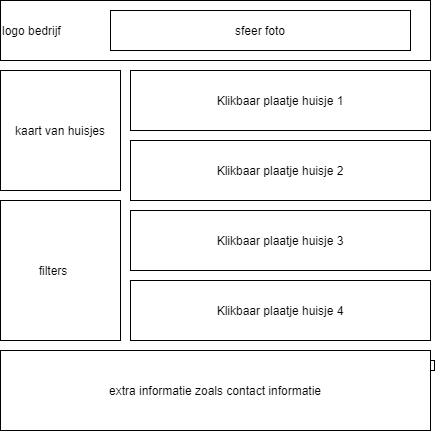 logo bedrijf
sfeer foto
kaart van huisjes
Klikbaar plaatje huisje 1
Klikbaar plaatje huisje 2
filters
Klikbaar plaatje huisje 3
Klikbaar plaatje huisje 4
extra informatie zoals contact informatie